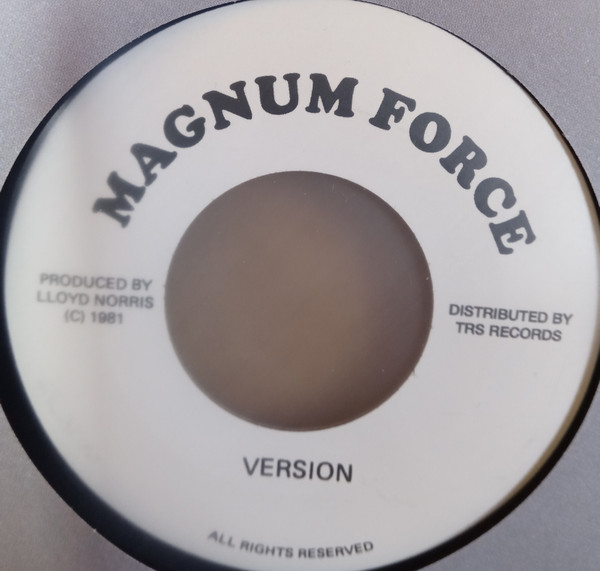 MAGNUM FORCE
PRODUCED BY
LLOYD NORRIS
(C) 1981
DISTRIBUTED BY
TRS RECORDS
VERSION
ALL RIGHTS RESERVED